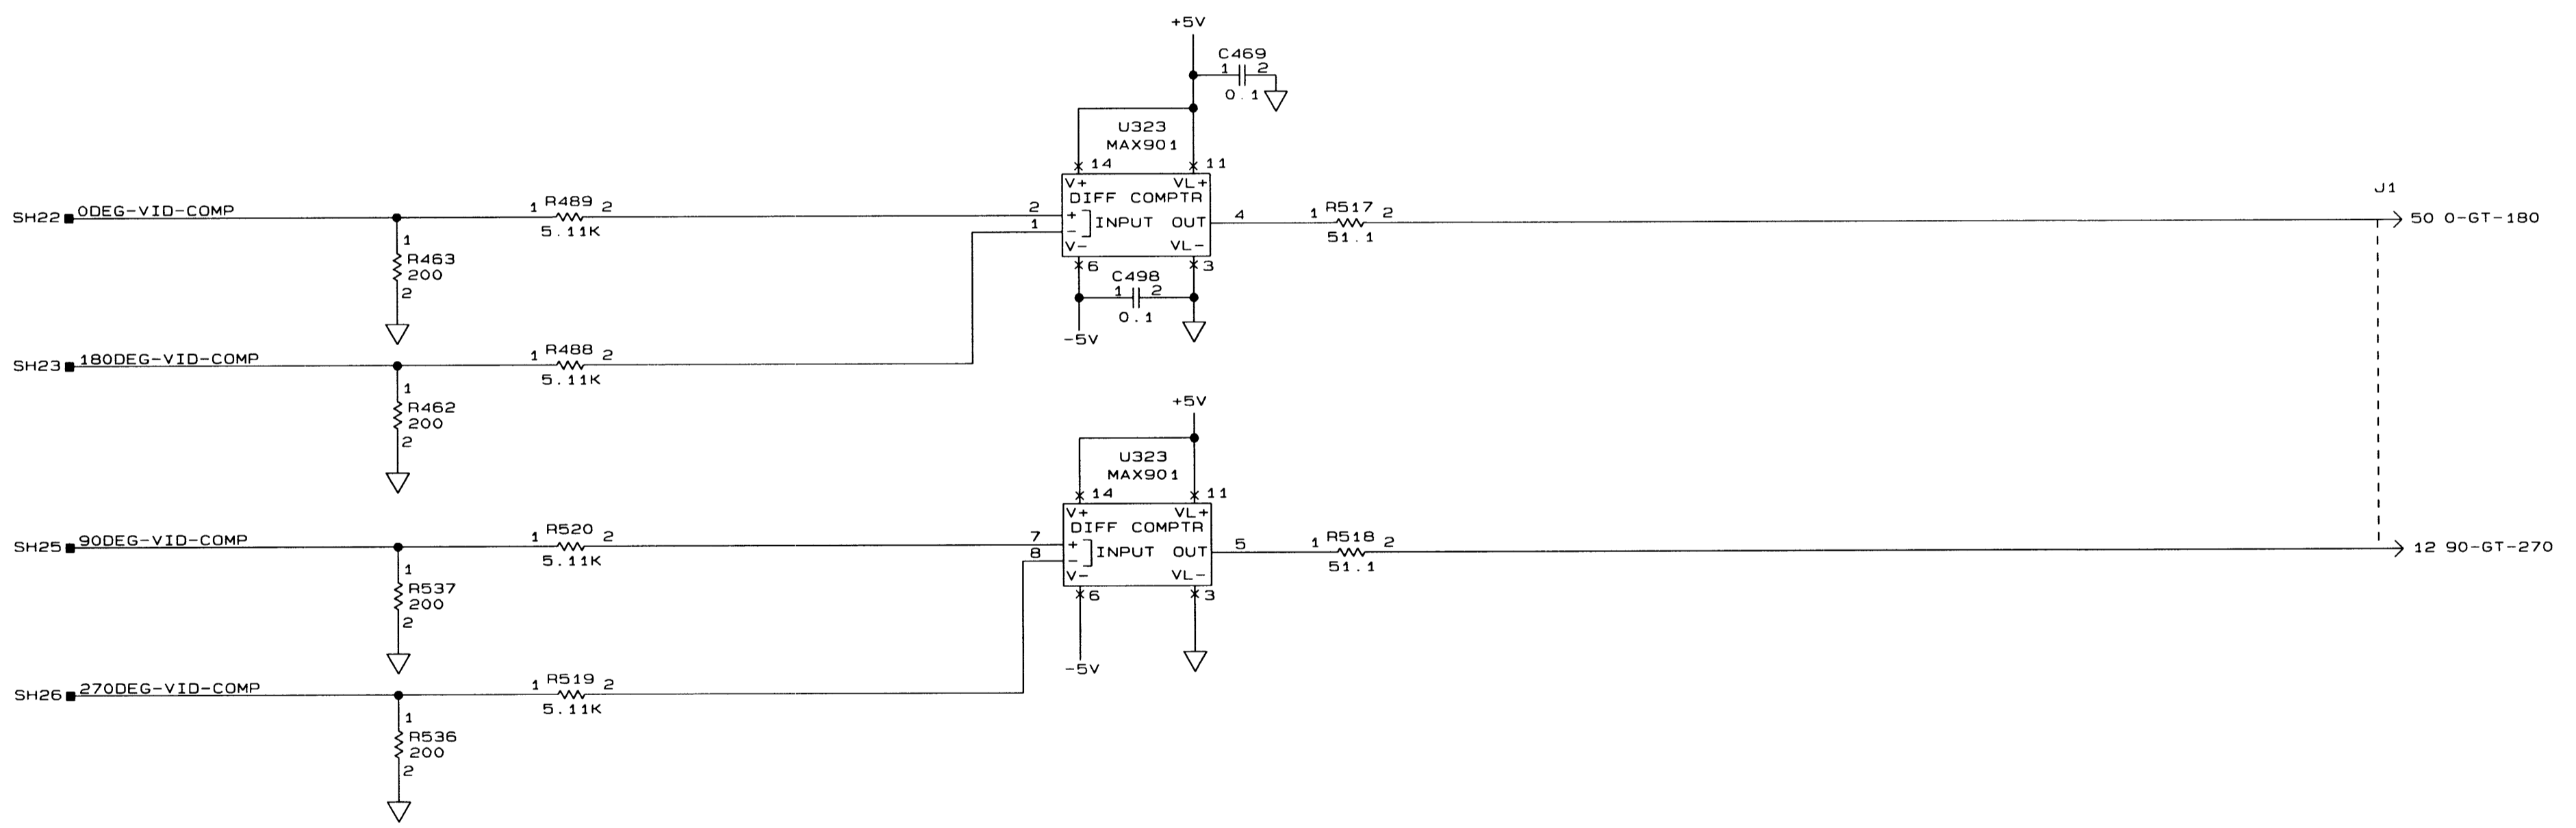 +5V
C469
1 2
0.1
U323
MAX901
14 11
V+ VL+
DIFF COMPTR
+ INPUT OUT
-
V- VL-
SH22 0DEG-VID-COMP
1 R489 2
5.11K
2
1
4
1 R517 2
51.1
J1
50 0-GT-180
1
R463
200
2
6 3
C498
1 2
0.1
-5V
SH23 180DEG-VID-COMP
1 R488 2
5.11K
1
R462
200
2
+5V
U323
MAX901
14 11
V+ VL+
DIFF COMPTR
+ INPUT OUT
-
V- VL-
SH25 90DEG-VID-COMP
1 R520 2
5.11K
7
8
5
1 R518 2
51.1
12 90-GT-270
1
R537
200
2
6 3
-5V
SH26 270DEG-VID-COMP
1 R519 2
5.11K
1
R536
200
2